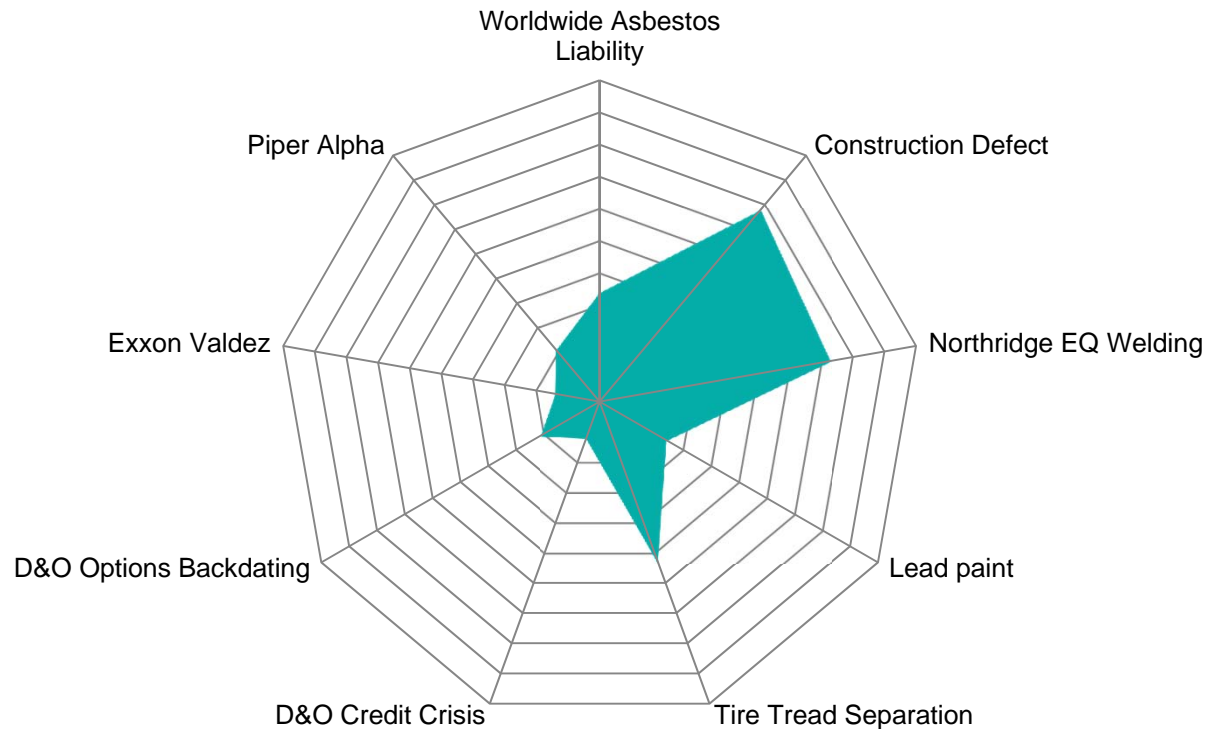 Worldwide Asbestos
Liability
Piper Alpha
Construction Defect
Exxon Valdez
Northridge EQ Welding
D&O Options Backdating
Lead paint
D&O Credit Crisis
Tire Tread Separation